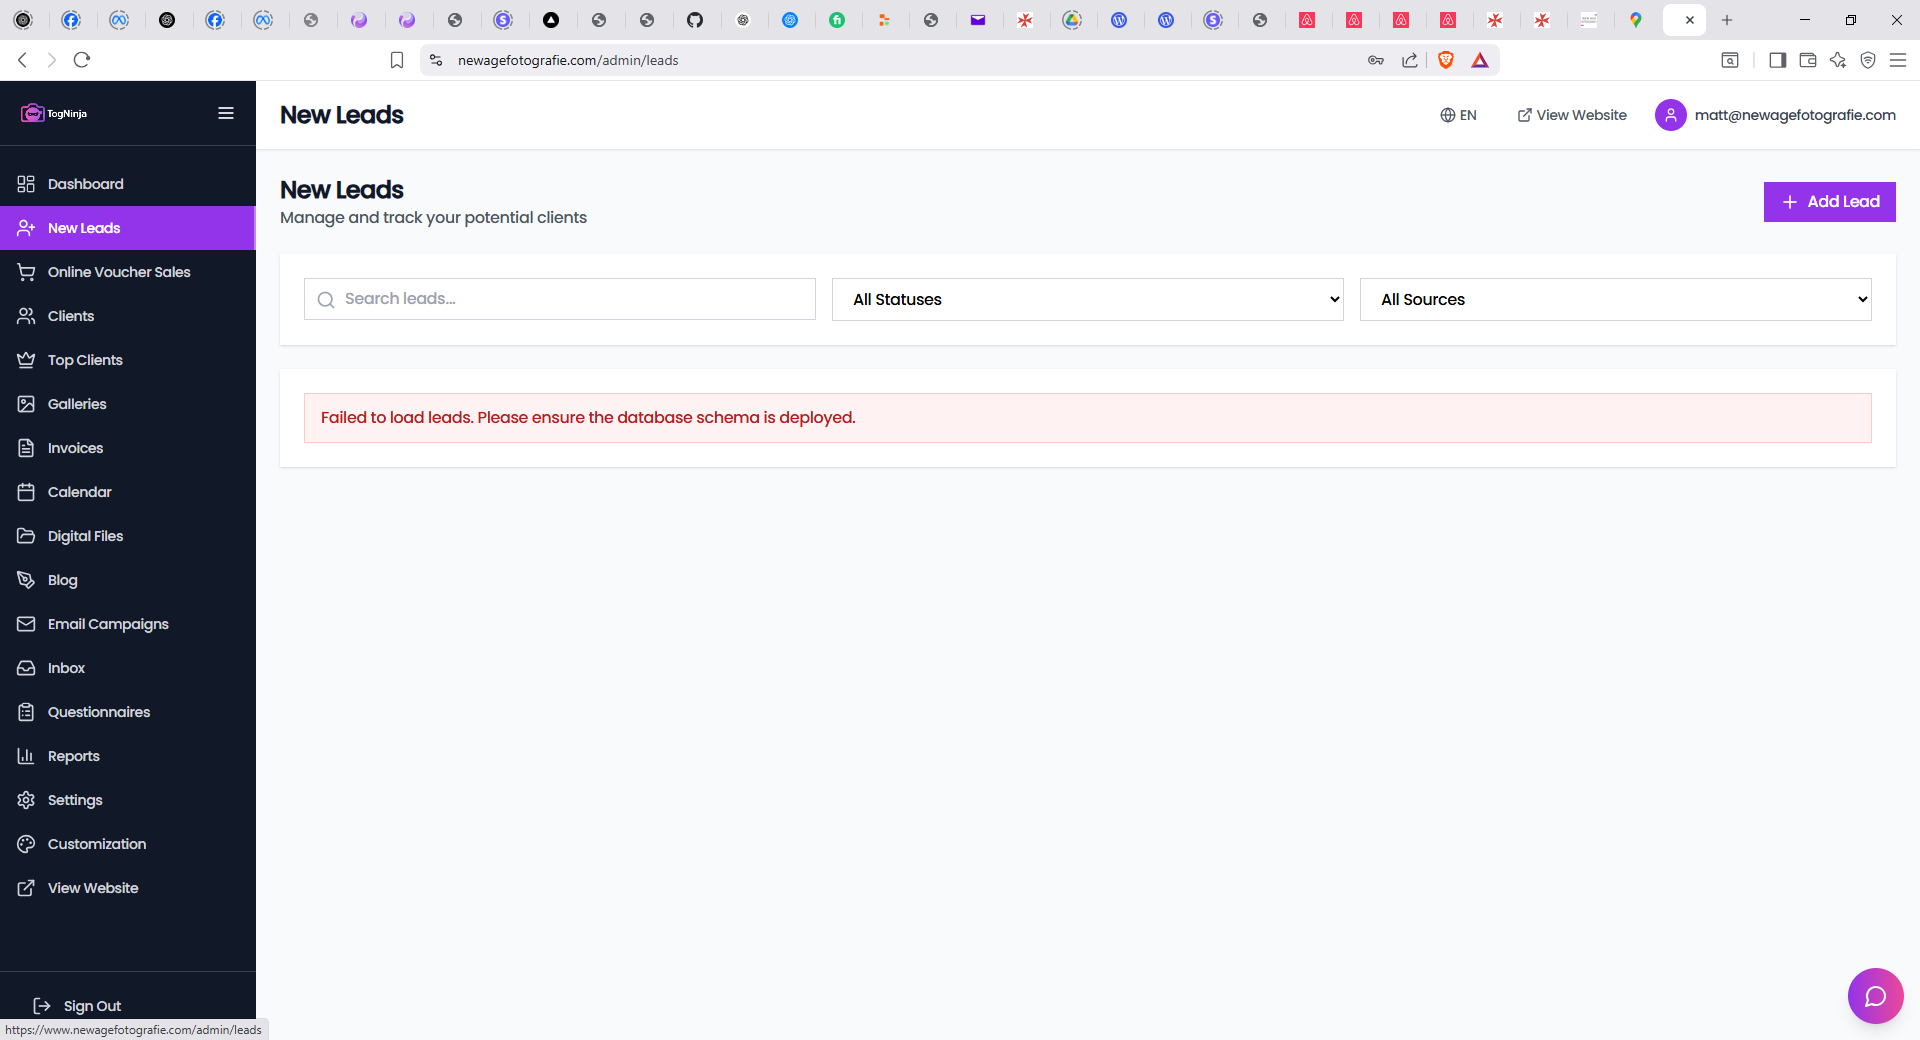 newagefotografie.com/admin/leads
TogNinja
New Leads
EN
View Website
matt@newagefotografie.com
Dashboard
New Leads
Online Voucher Sales
Clients
Top Clients
Galleries
Invoices
Calendar
Digital Files
Blog
Email Campaigns
Inbox
Questionnaires
Reports
Settings
Customization
View Website
Sign Out
New Leads
Manage and track your potential clients
Add Lead
Search leads...
All Statuses
All Sources
Failed to load leads. Please ensure the database schema is deployed.
https://www.newagefotografie.com/admin/leads